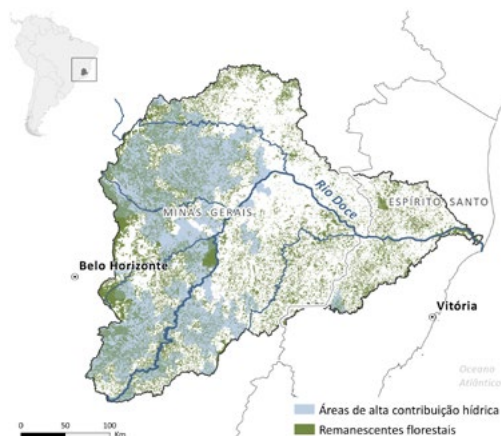 Rio Doce
ESPÍRITO SANTO
MINAS GERAIS
Belo Horizonte
Vitória
Oceano
Atlântico
0 50 100
Km
Áreas de alta contribuição hídrica
Remanescentes florestais